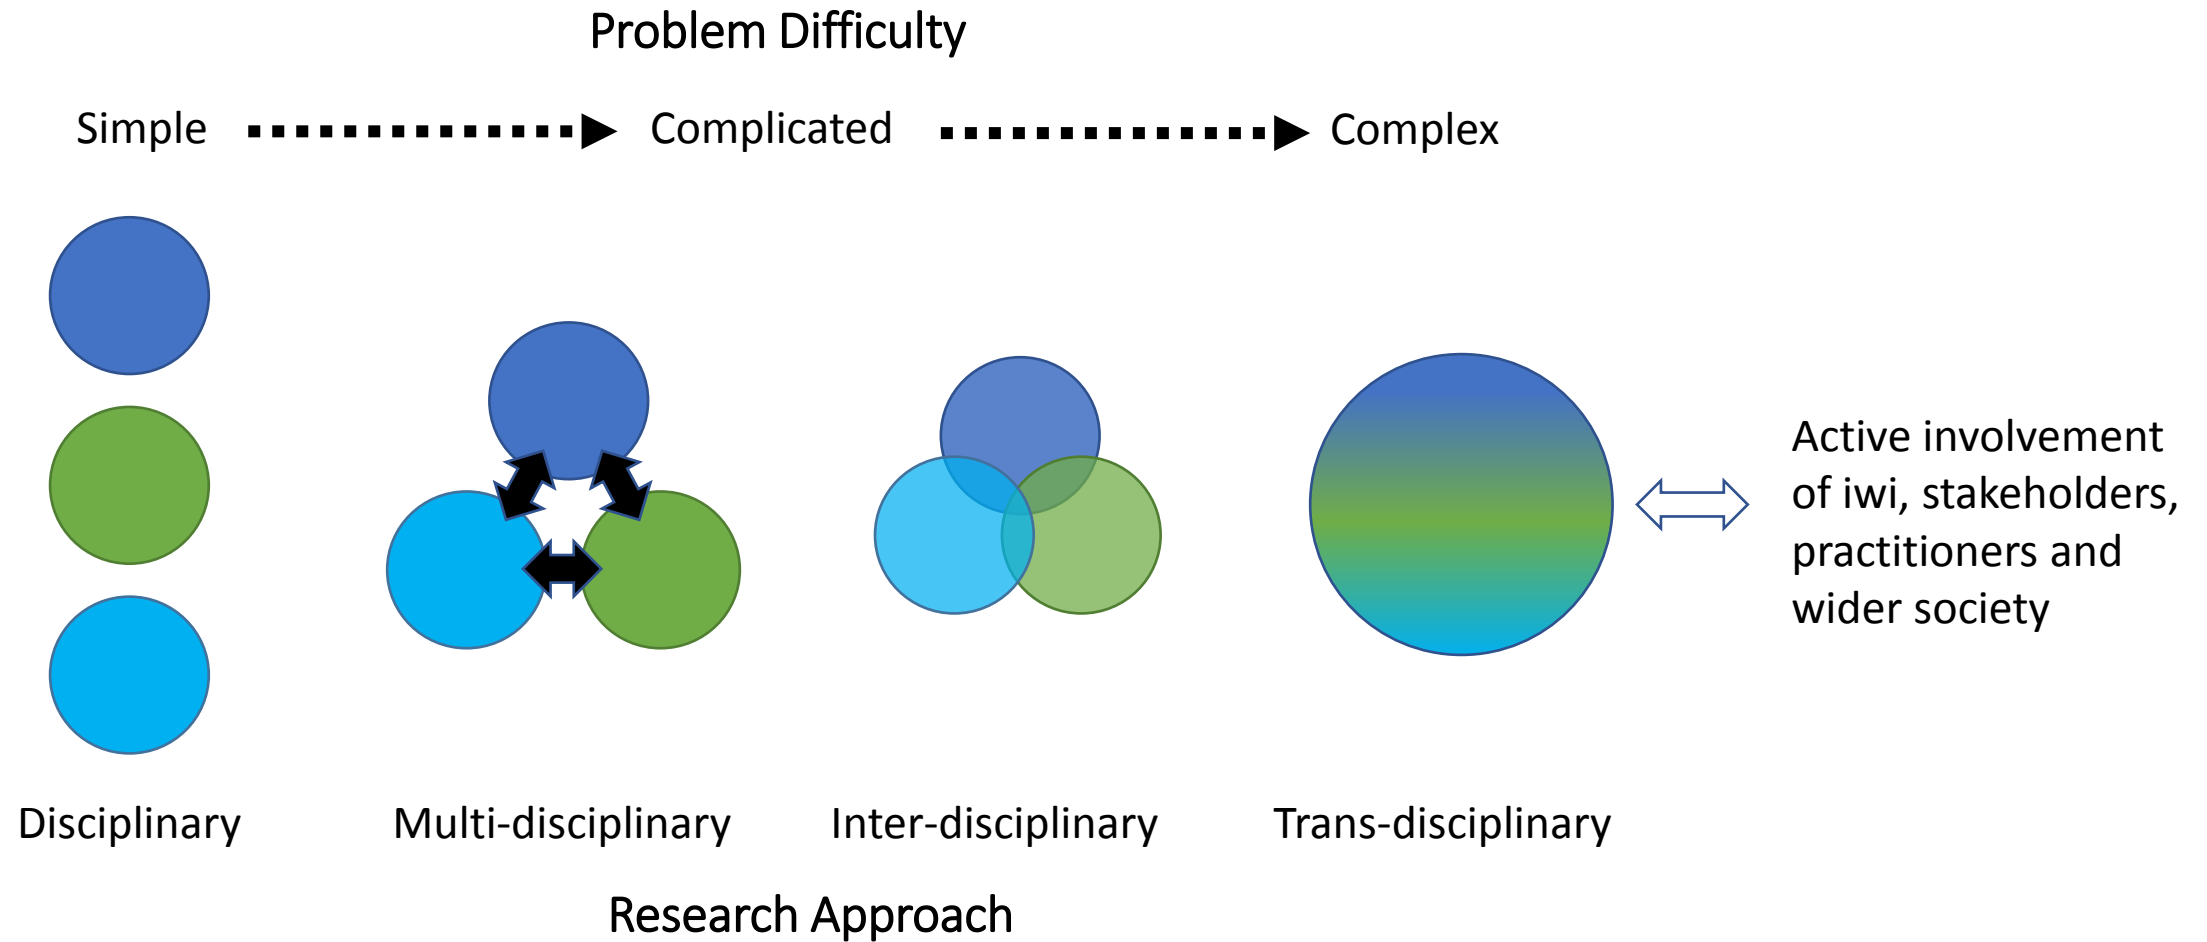 Problem Difficulty
Simple
Complicated
Complex
Active involvement
of iwi, stakeholders,
practitioners and
wider society
Disciplinary
Multi-disciplinary
Inter-disciplinary
Trans-disciplinary
Research Approach